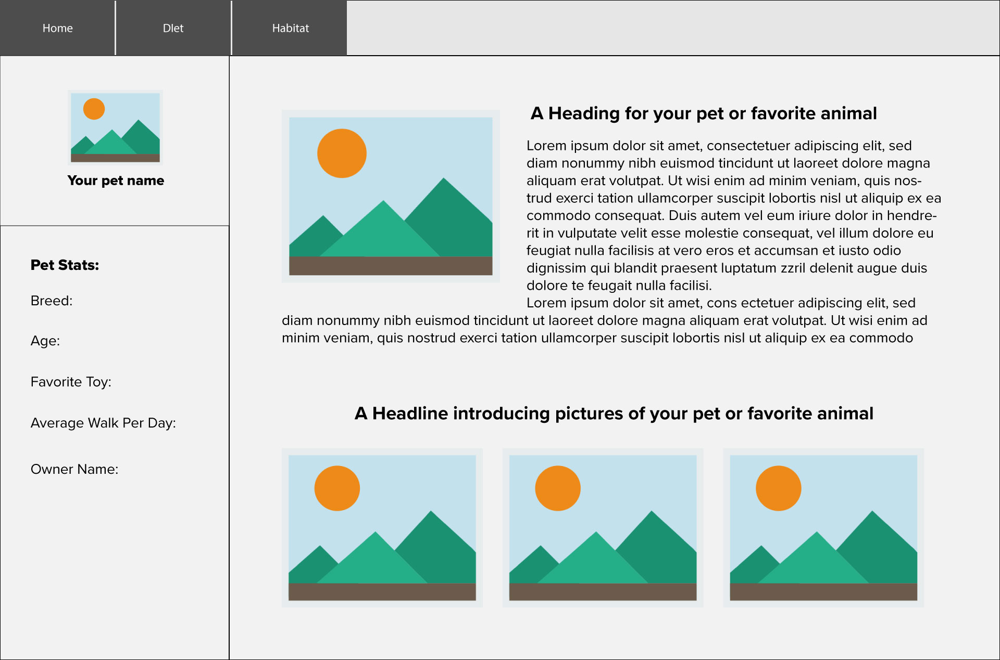 Home
DIet
Habitat
Your pet name
Pet Stats:
Breed:
Age:
Favorite Toy:
Average Walk Per Day:
Owner Name:
A Heading for your pet or favorite animal
Lorem ipsum dolor sit amet, consectetuer adipiscing elit, sed
diam nonummy nibh euismod tincidunt ut laoreet dolore magna
aliquam erat volutpat. Ut wisi enim ad minim veniam, quis nos-
trud exerci tation ullamcorper suscipit lobortis nisl ut aliquip ex ea
commodo consequat. Duis autem vel eum iriure dolor in hendre-
rit in vulputate velit esse molestie consequat, vel illum dolore eu
feugiat nulla facilisis at vero eros et accumsan et iusto odio
dignissim qui blandit praesent luptatum zzril delenit augue duis
dolore te feugait nulla facilisi.
Lorem ipsum dolor sit amet, cons ectetuer adipiscing elit, sed
diam nonummy nibh euismod tincidunt ut laoreet dolore magna aliquam erat volutpat. Ut wisi enim ad
minim veniam, quis nostrud exerci tation ullamcorper suscipit lobortis nisl ut aliquip ex ea commodo
A Headline introducing pictures of your pet or favorite animal